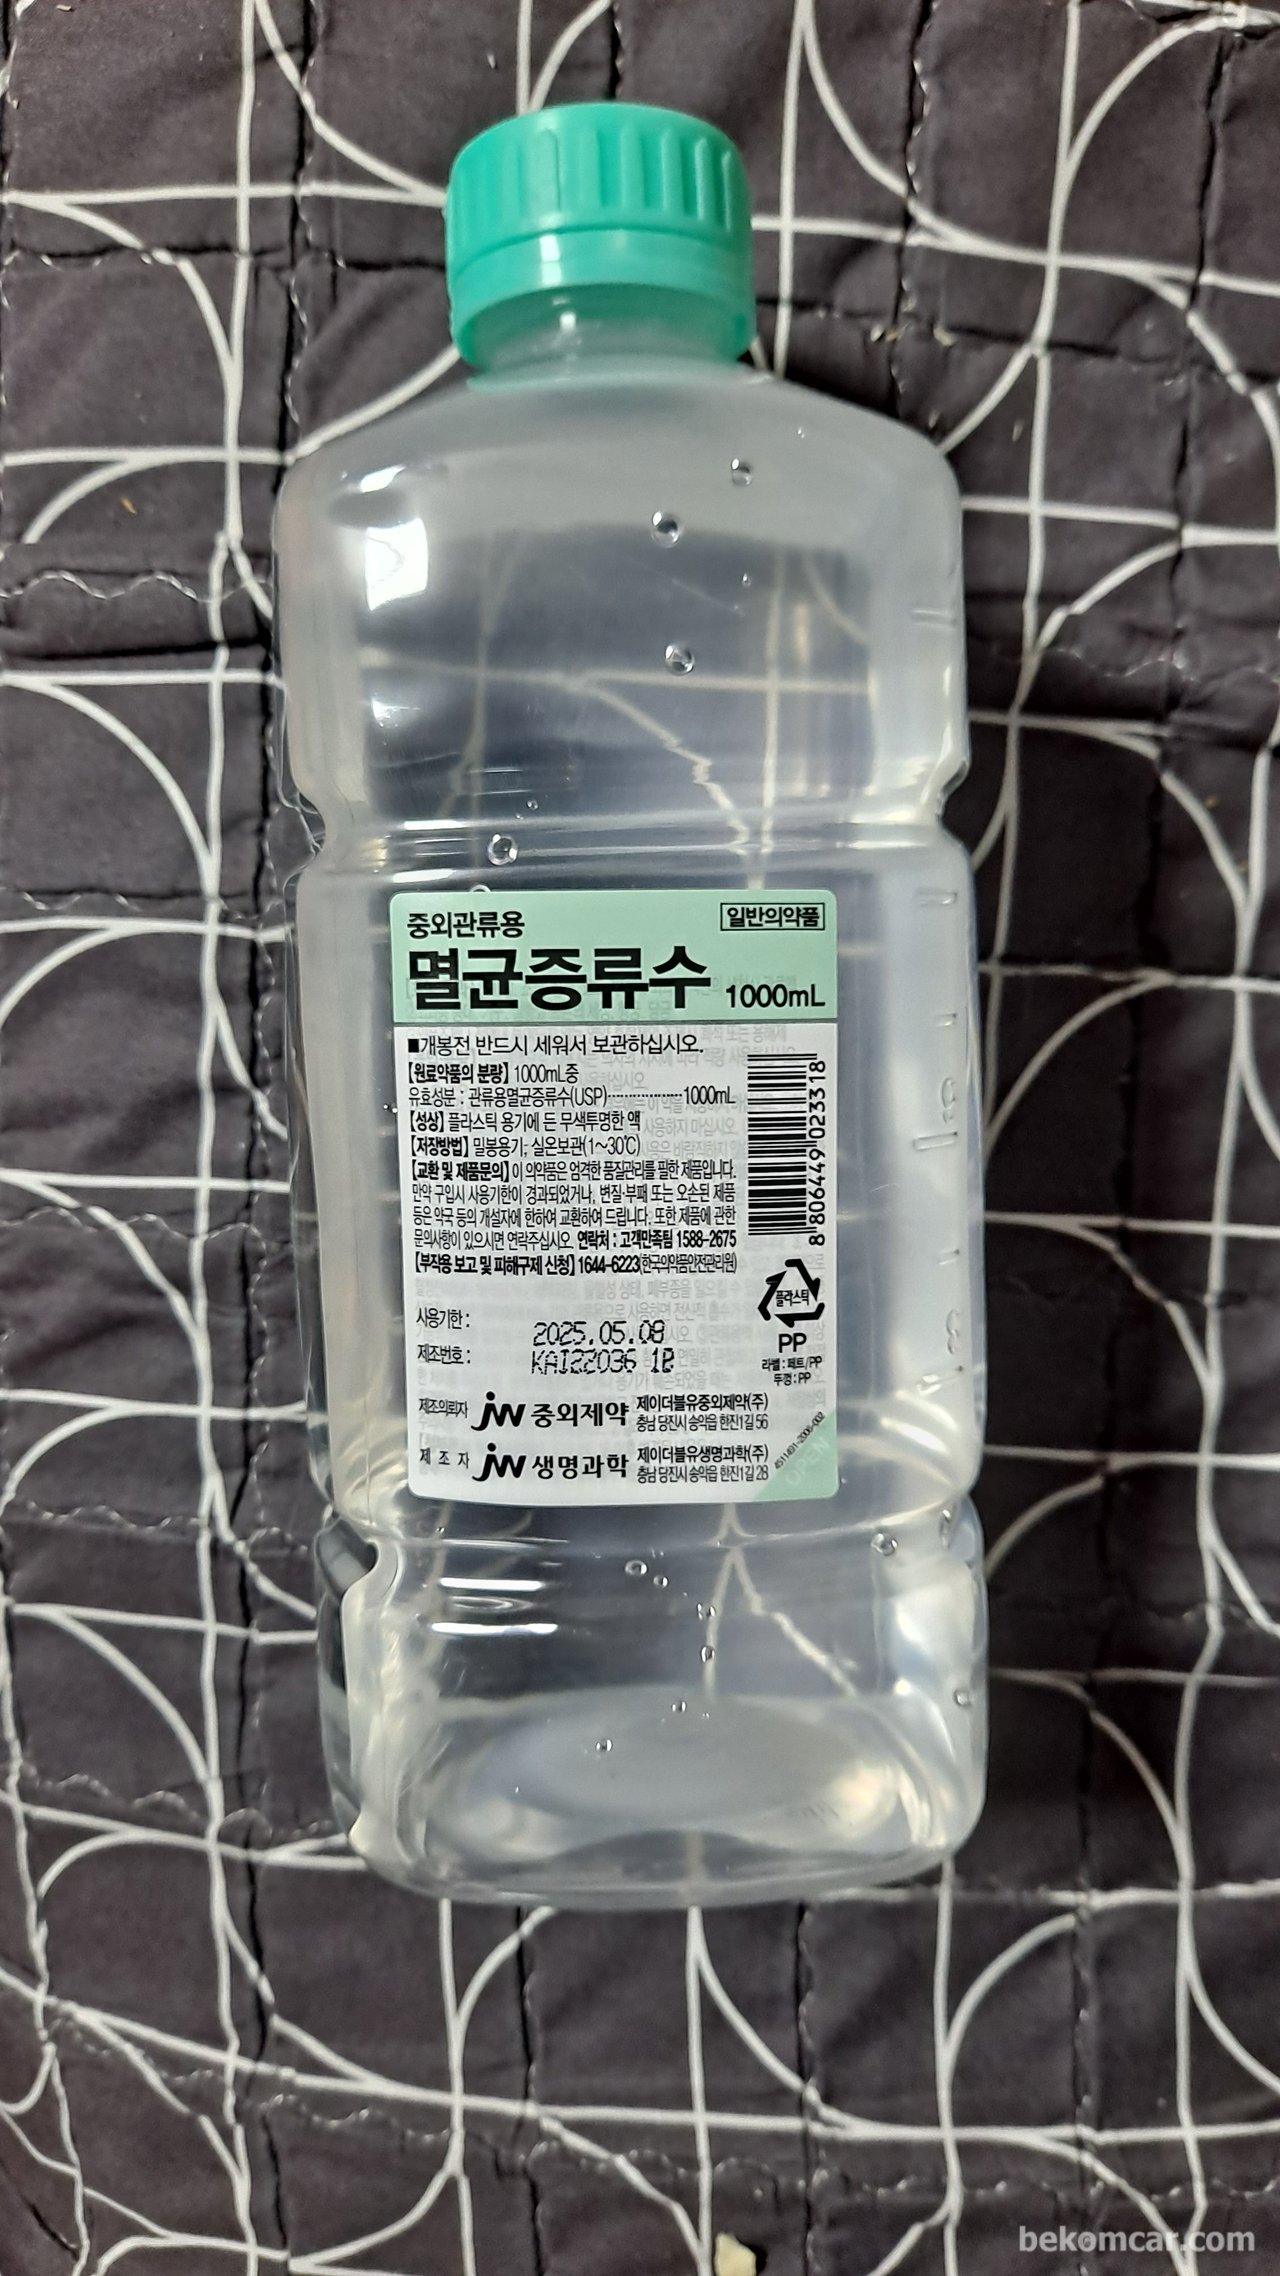 중외관류용
일반의약품
멸균증류수 1000mL
■개봉전 반드시 세워서 보관하십시오.
【원료약품의 분량】 1000mL중
유효성분 : 관류용멸균증류수(USP)··················1000mL
【성상】 플라스틱 용기에 든 무색투명한 액
【저장방법】 밀봉용기, 실온보관(1~30℃)
【교환 및 제품문의】 이 의약품은 엄격한 품질관리를 필한 제품입니다.
만약 구입시 사용기한이 경과되었거나, 변질·부패 또는 오손된 제품
등은 약국 등의 개설자에 한하여 교환하여 드립니다. 또한 제품에 관한
문의사항이 있으시면 연락주십시오. 연락처 : 고객만족팀 1588-2675
【부작용 보고 및 피해구제 신청】 1644-6223(한국의약품안전관리원)
8 806449 023318
플라스틱
PP
라벨 : 페트/PP
뚜껑 : PP
사용기한 : 2025.05.08
제조번호 : KAI22036 12
제조의뢰자 JW 중외제약 제이더블유중외제약(주)
충남 당진시 송악읍 한진1길 56
제 조 자 JW 생명과학 제이더블유생명과학(주)
충남 당진시 송악읍 한진1길 28
OPEN
bekomcar.com